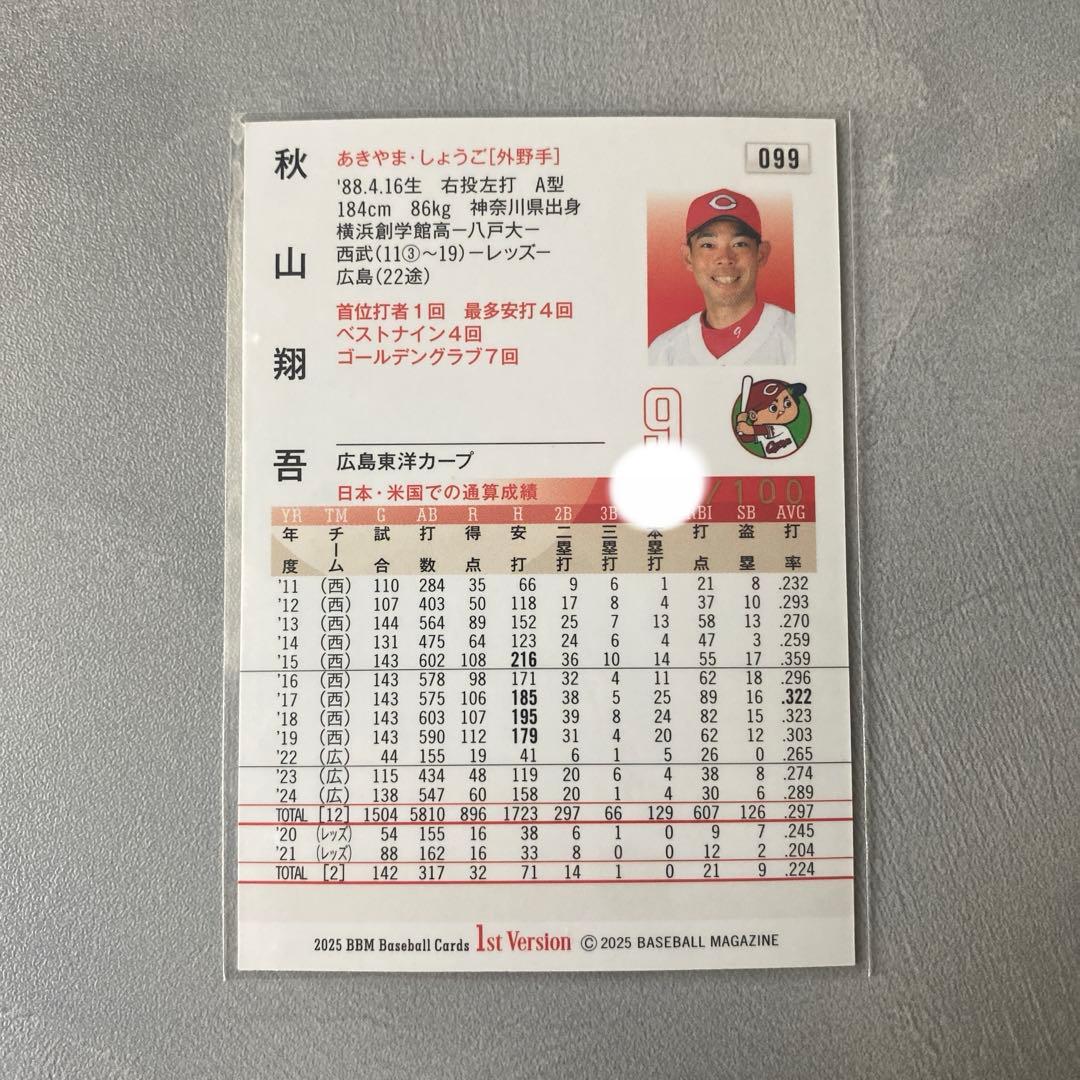 秋山翔吾
099
あきやま・しょうご[外野手]
'88.4.16生 右投左打 A型
184cm 86kg 神奈川県出身
横浜創学館高ー八戸大ー
西武(11③〜19)ーレッズー
広島(22途)
首位打者1回 最多安打4回
ベストナイン4回
ゴールデングラブ7回
9
9
広島東洋カープ
日本・米国での通算成績
/100
YR TM G AB R H 2B 3B RBI SB AVG
年度 チーム 試合 打数 得点 安打 二塁打 三塁打 本塁打 打点 盗塁 打率
'11 (西) 110 284 35 66 9 6 1 21 8 .232
'12 (西) 107 403 50 118 17 8 4 37 10 .293
'13 (西) 144 564 89 152 25 7 13 58 13 .270
'14 (西) 131 475 64 123 24 6 4 47 3 .259
'15 (西) 143 602 108 216 36 10 14 55 17 .359
'16 (西) 143 578 98 171 32 4 11 62 18 .296
'17 (西) 143 575 106 185 38 5 25 89 16 .322
'18 (西) 143 603 107 195 39 8 24 82 15 .323
'19 (西) 143 590 112 179 31 4 20 62 12 .303
'22 (広) 44 155 19 41 6 1 5 26 0 .265
'23 (広) 115 434 48 119 20 6 4 38 8 .274
'24 (広) 138 547 60 158 20 1 4 30 6 .289
TOTAL [12] 1504 5810 896 1723 297 66 129 607 126 .297
'20 (レッズ) 54 155 16 38 6 1 0 9 7 .245
'21 (レッズ) 88 162 16 33 8 0 0 12 2 .204
TOTAL [2] 142 317 32 71 14 1 0 21 9 .224
2025 BBM Baseball Cards 1st Version © 2025 BASEBALL MAGAZINE